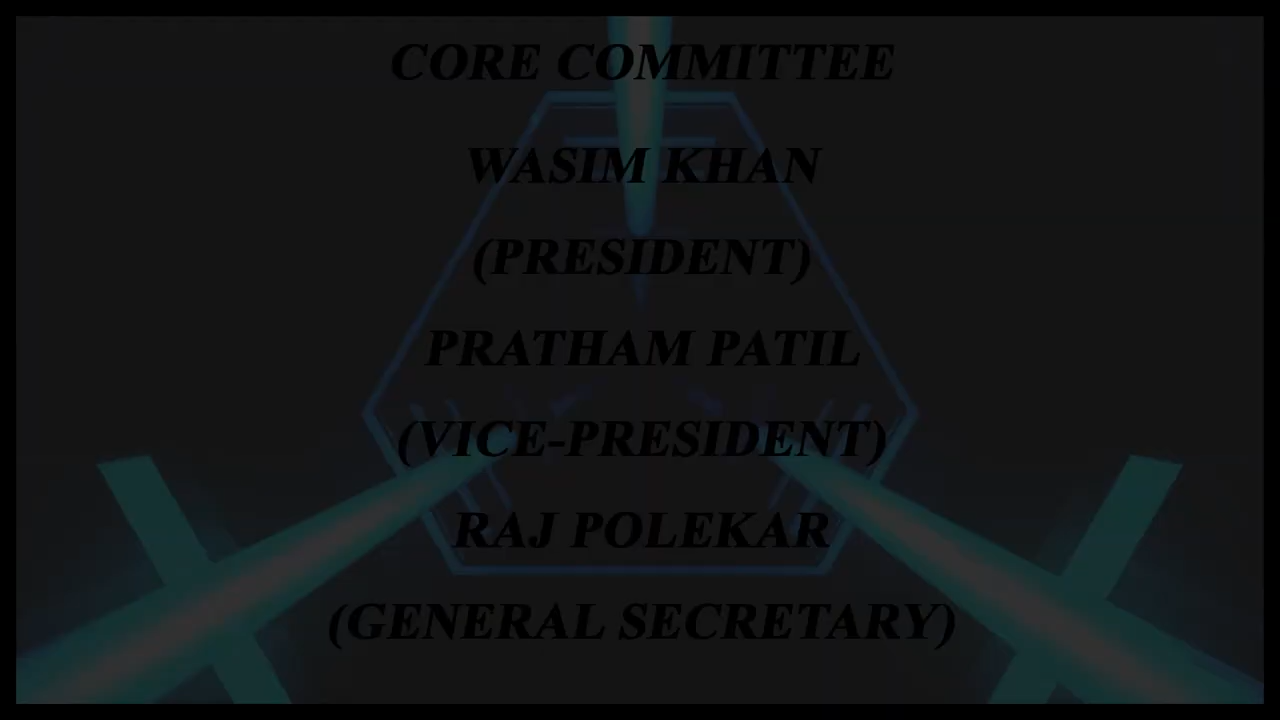 CORE COMMITTEE
WASIM KHAN
(PRESIDENT)
PRATHAM PATIL
(VICE-PRESIDENT)
RAJ POLEKAR
(GENERAL SECRETARY)